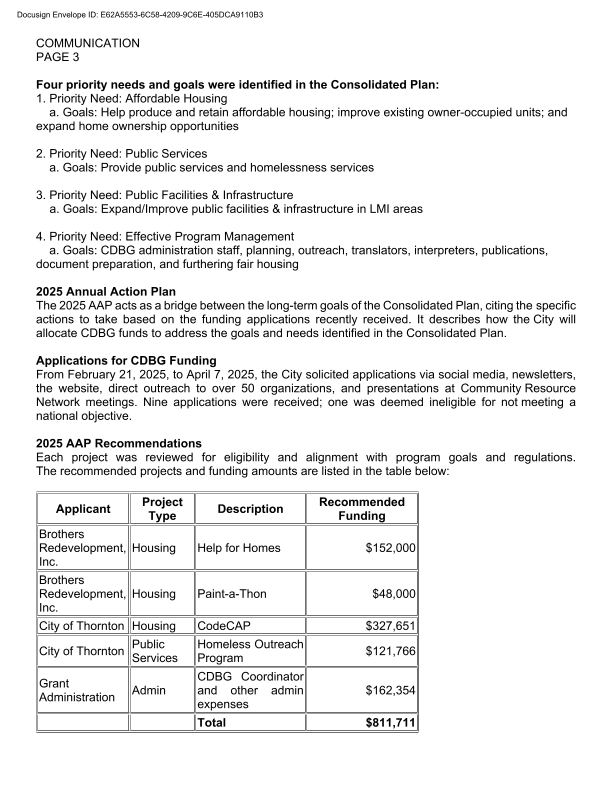 Docusign Envelope ID: E62A5553-6C58-4209-9C6E-405DCA9110B3
COMMUNICATION
PAGE 3
Four priority needs and goals were identified in the Consolidated Plan:
1. Priority Need: Affordable Housing
a. Goals: Help produce and retain affordable housing; improve existing owner-occupied units; and
expand home ownership opportunities
2. Priority Need: Public Services
a. Goals: Provide public services and homelessness services
3. Priority Need: Public Facilities & Infrastructure
a. Goals: Expand/Improve public facilities & infrastructure in LMI areas
4. Priority Need: Effective Program Management
a. Goals: CDBG administration staff, planning, outreach, translators, interpreters, publications,
document preparation, and furthering fair housing
2025 Annual Action Plan
The 2025 AAP acts as a bridge between the long-term goals of the Consolidated Plan, citing the specific
actions to take based on the funding applications recently received. It describes how the City will
allocate CDBG funds to address the goals and needs identified in the Consolidated Plan.
Applications for CDBG Funding
From February 21, 2025, to April 7, 2025, the City solicited applications via social media, newsletters,
the website, direct outreach to over 50 organizations, and presentations at Community Resource
Network meetings. Nine applications were received; one was deemed ineligible for not meeting a
national objective.
2025 AAP Recommendations
Each project was reviewed for eligibility and alignment with program goals and regulations.
The recommended projects and funding amounts are listed in the table below:
Applicant Project Type Description Recommended Funding
Brothers Redevelopment, Inc. Housing Help for Homes $152,000
Brothers Redevelopment, Inc. Housing Paint-a-Thon $48,000
City of Thornton Housing CodeCAP $327,651
City of Thornton Public Services Homeless Outreach Program $121,766
Grant Administration Admin CDBG Coordinator and other admin expenses $162,354
Total $811,711